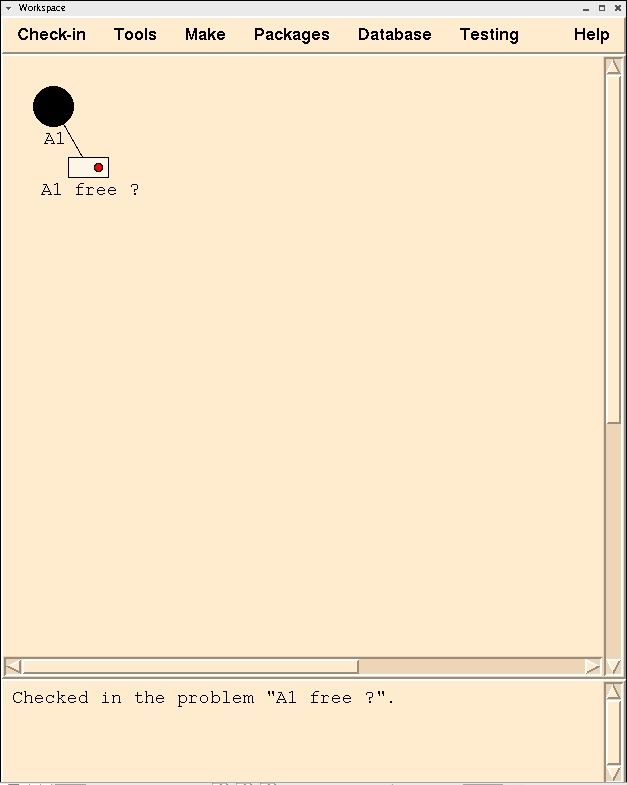 Workspace
Check-in Tools Make Packages Database Testing Help
A1
A1 free ?
Checked in the problem "A1 free ?".